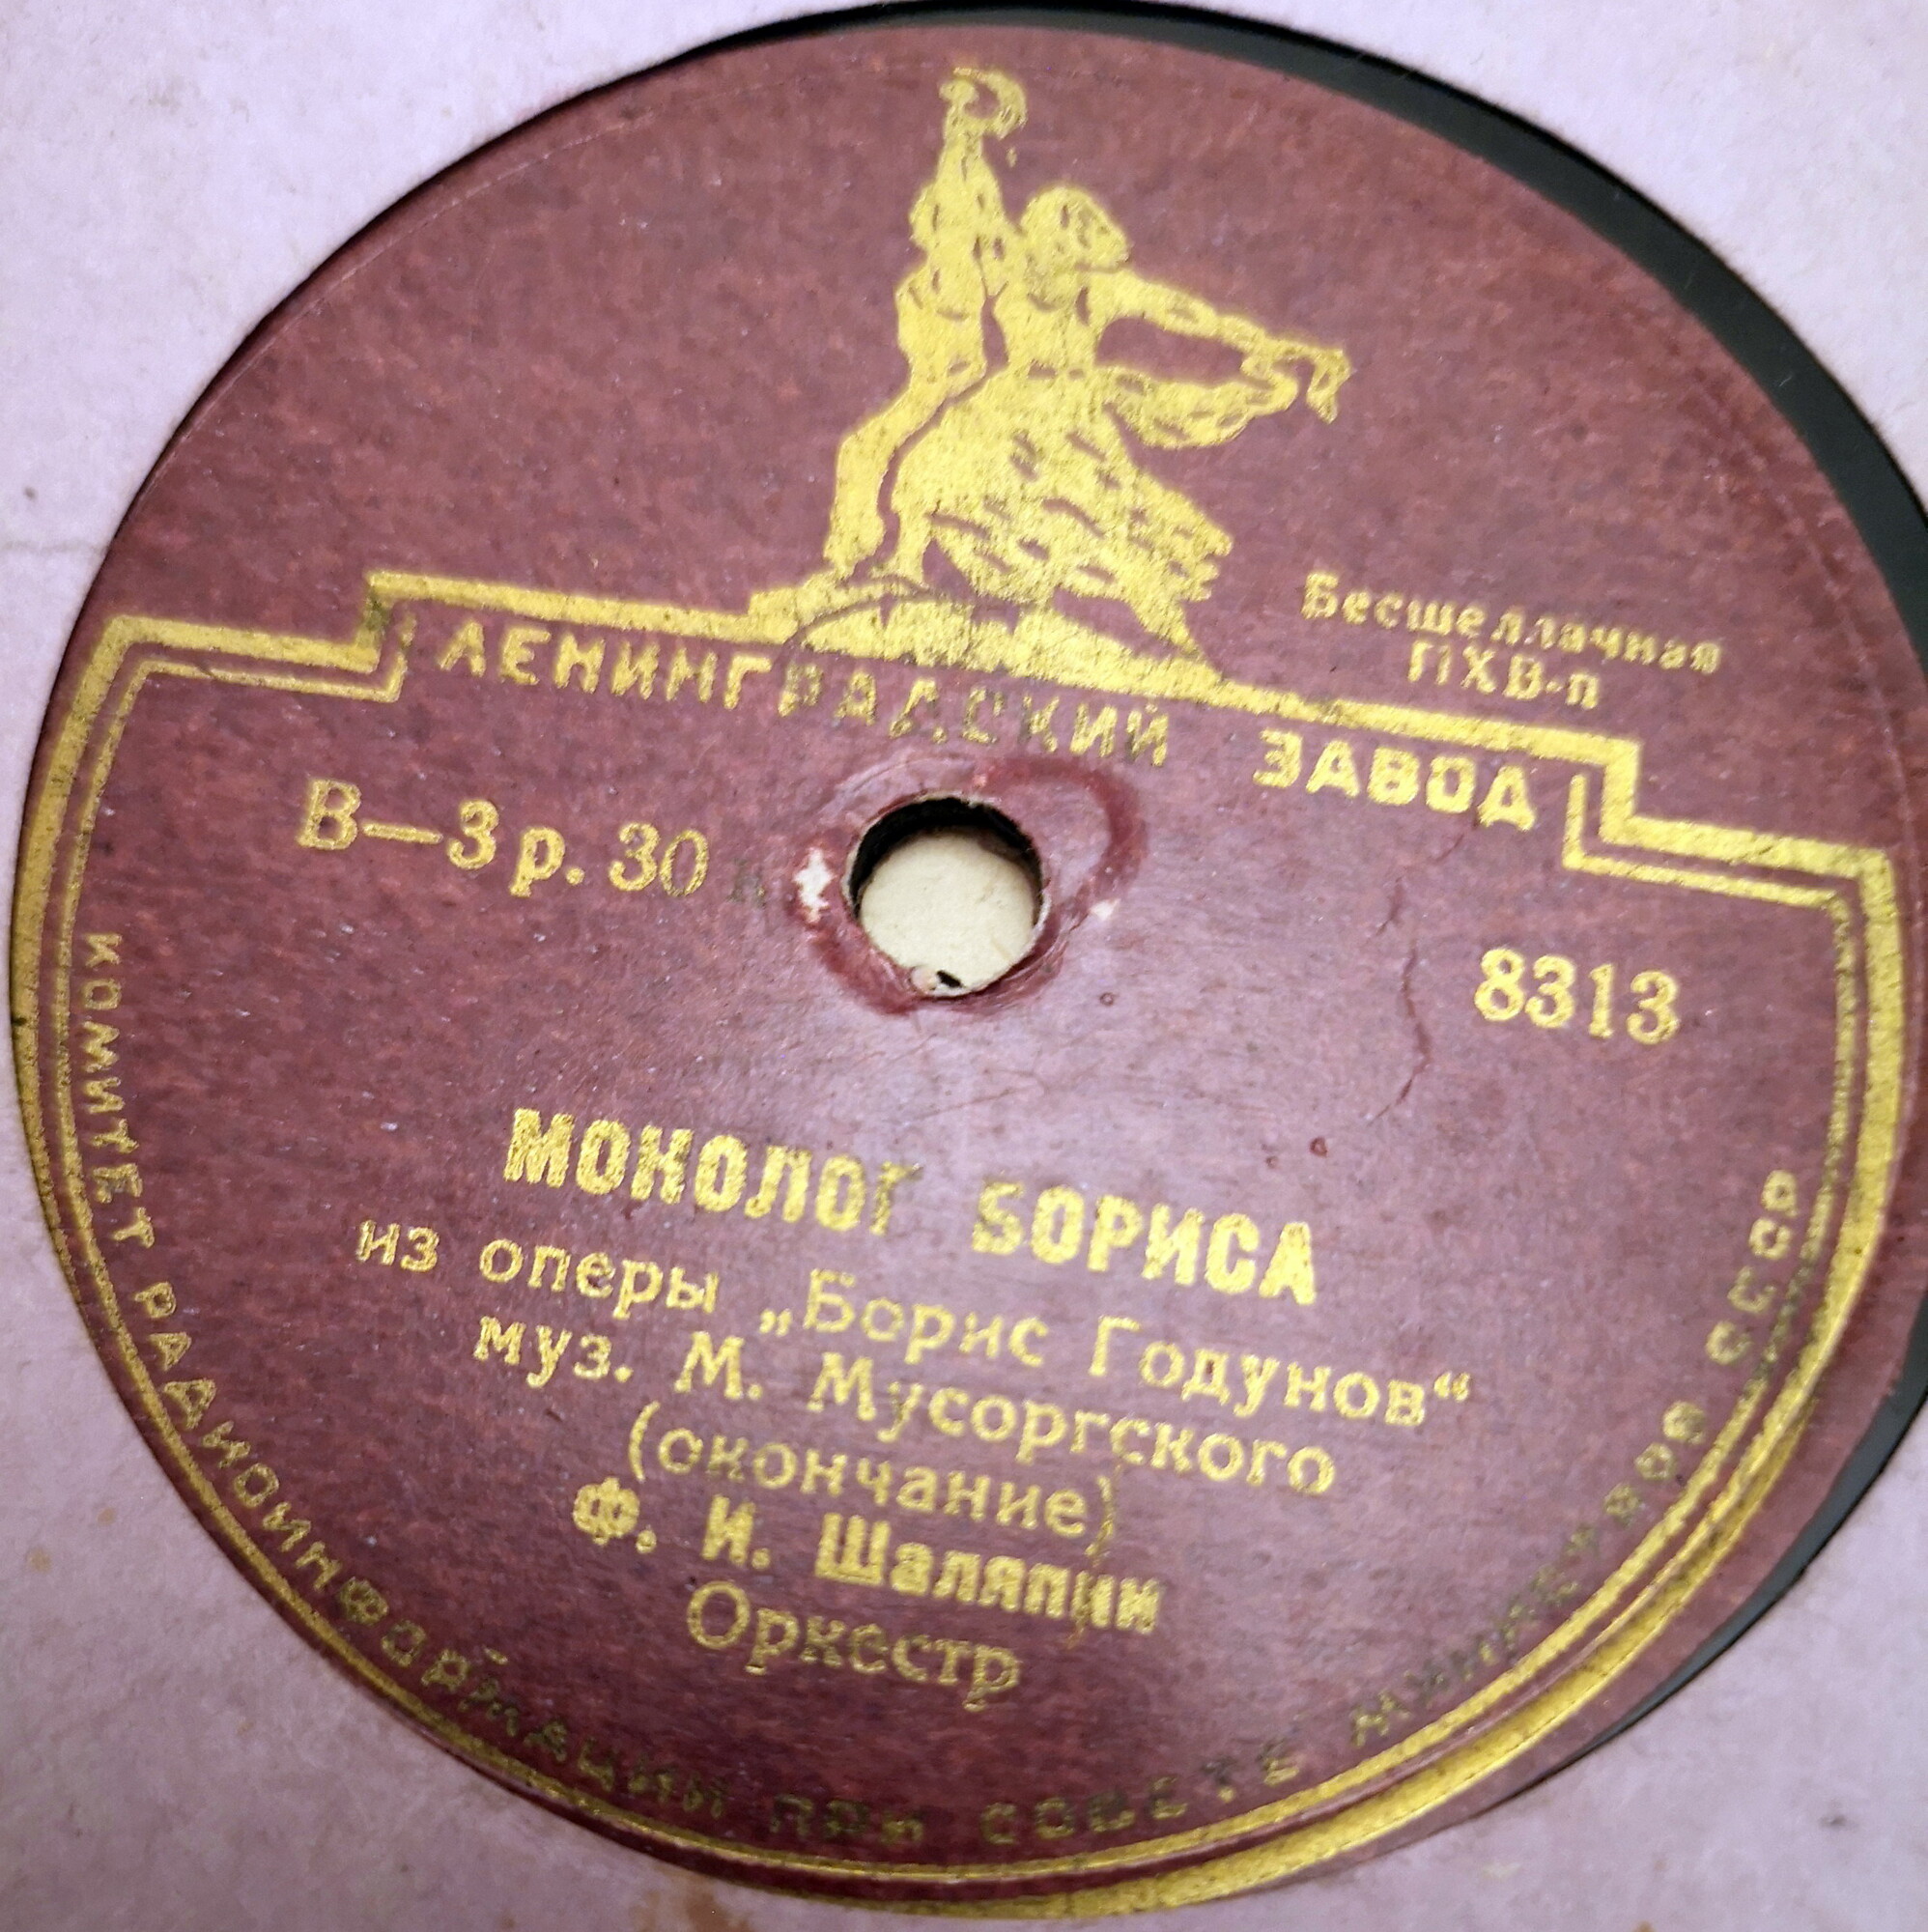 Бесшеллачная
ПХВ-п
ЛЕНИНГРАДСКИЙ ЗАВОД
В—3 р. 30 к
8313
МОНОЛОГ БОРИСА
из оперы „Борис Годунов“
муз. М. Мусоргского
(окончание)
Ф. И. Шаляпин
Оркестр
КОМИТЕТ РАДИОИНФОРМАЦИИ ПРИ СОВЕТЕ МИНИСТРОВ СССР